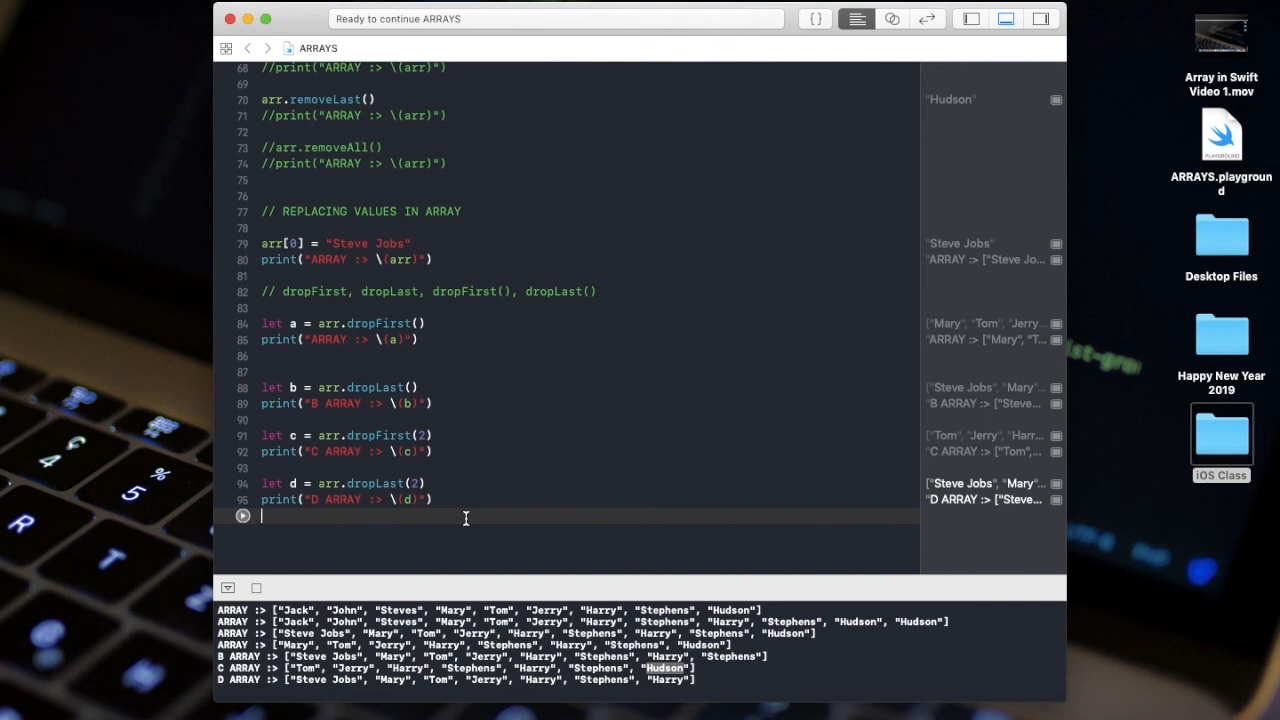 Ready to continue ARRAYS
{ }
ARRAYS
68 //print("ARRAY :> \(arr)")
69
70 arr.removeLast() "Hudson"
71 //print("ARRAY :> \(arr)")
72
73 //arr.removeAll()
74 //print("ARRAY :> \(arr)")
75
76
77 // REPLACING VALUES IN ARRAY
78
79 arr[0] = "Steve Jobs" "Steve Jobs"
80 print("ARRAY :> \(arr)") "ARRAY :> ["Steve Jo...
81
82 // dropFirst, dropLast, dropFirst(), dropLast()
83
84 let a = arr.dropFirst() ["Mary", "Tom", "Jerry...
85 print("ARRAY :> \(a)") "ARRAY :> ["Mary", "T...
86
87
88 let b = arr.dropLast() ["Steve Jobs", "Mary"...
89 print("B ARRAY :> \(b)") "B ARRAY :> ["Steve...
90
91 let c = arr.dropFirst(2) ["Tom", "Jerry", "Harr...
92 print("C ARRAY :> \(c)") "C ARRAY :> ["Tom",...
93
94 let d = arr.dropLast(2) ["Steve Jobs", "Mary"...
95 print("D ARRAY :> \(d)") "D ARRAY :> ["Steve...
ARRAY :> ["Jack", "John", "Steves", "Mary", "Tom", "Jerry", "Harry", "Stephens", "Hudson"]
ARRAY :> ["Jack", "John", "Steves", "Mary", "Tom", "Jerry", "Harry", "Stephens", "Harry", "Stephens", "Hudson", "Hudson"]
ARRAY :> ["Steve Jobs", "Mary", "Tom", "Jerry", "Harry", "Stephens", "Harry", "Stephens", "Hudson"]
ARRAY :> ["Mary", "Tom", "Jerry", "Harry", "Stephens", "Harry", "Stephens", "Hudson"]
B ARRAY :> ["Steve Jobs", "Mary", "Tom", "Jerry", "Harry", "Stephens", "Harry", "Stephens"]
C ARRAY :> ["Tom", "Jerry", "Harry", "Stephens", "Harry", "Stephens", "Hudson"]
D ARRAY :> ["Steve Jobs", "Mary", "Tom", "Jerry", "Harry", "Stephens", "Harry"]
Array in Swift
Video 1.mov
PLAYGROUND
ARRAYS.playgroun
d
Desktop Files
Happy New Year
2019
iOS Class
Ç
4
%
5
R
T